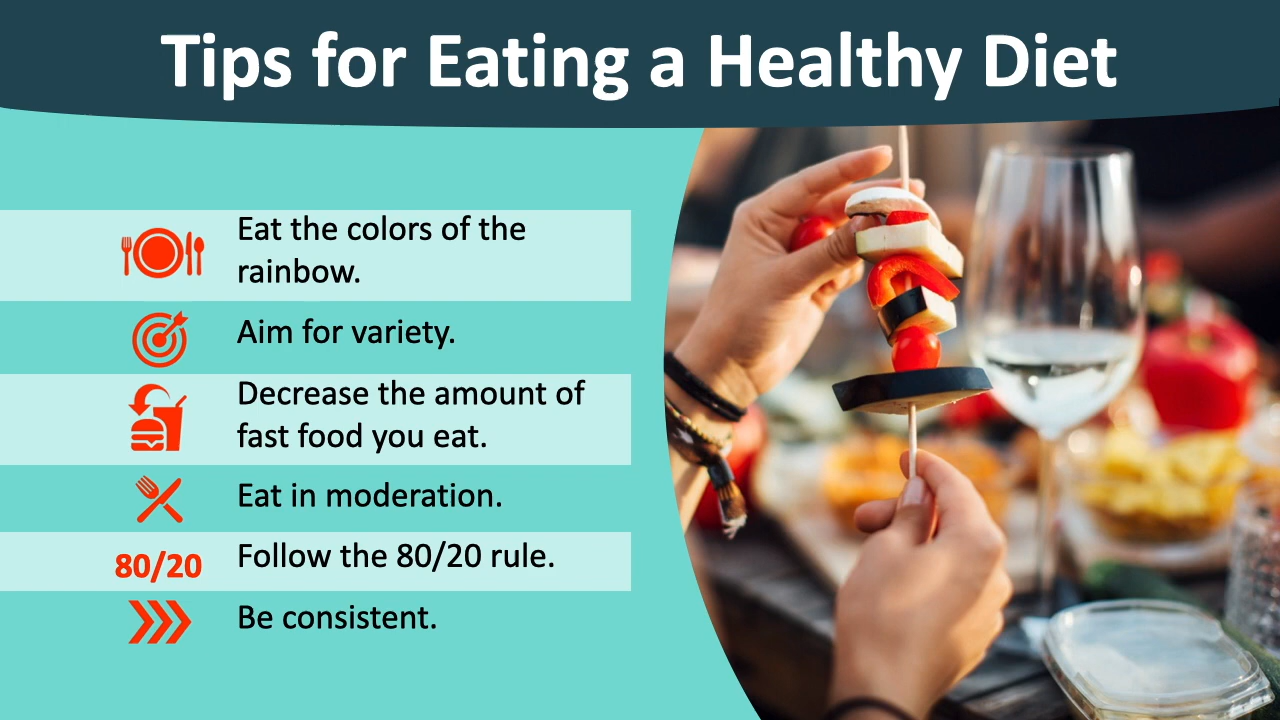 Tips for Eating a Healthy Diet
Eat the colors of the
rainbow.
Aim for variety.
Decrease the amount of
fast food you eat.
Eat in moderation.
80/20
Follow the 80/20 rule.
Be consistent.